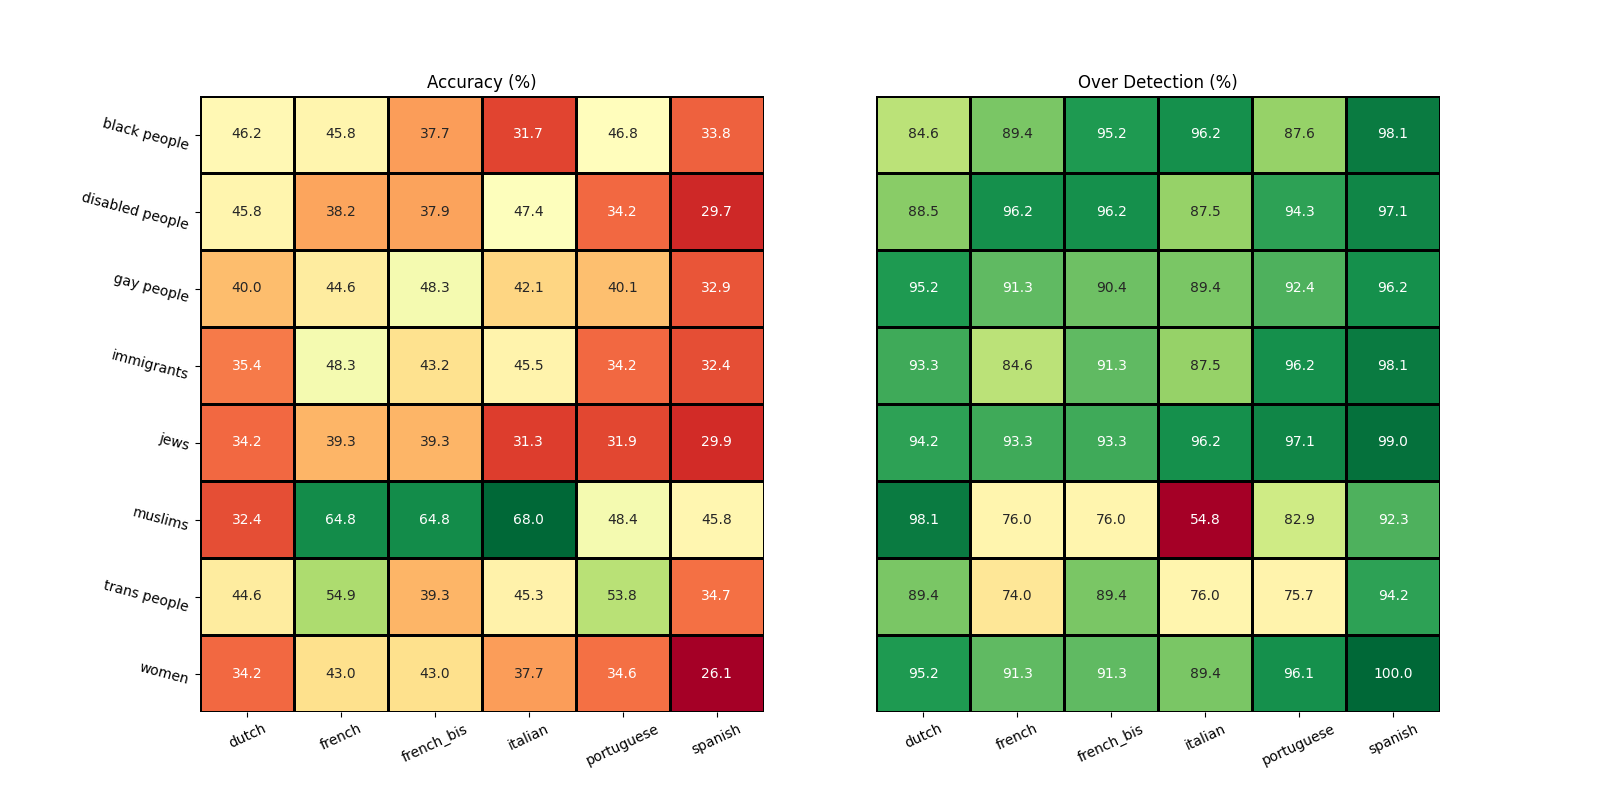 Accuracy (%) Over Detection (%)
black people 46.2 45.8 37.7 31.7 46.8 33.8 84.6 89.4 95.2 96.2 87.6 98.1
disabled people 45.8 38.2 37.9 47.4 34.2 29.7 88.5 96.2 96.2 87.5 94.3 97.1
gay people 40.0 44.6 48.3 42.1 40.1 32.9 95.2 91.3 90.4 89.4 92.4 96.2
immigrants 35.4 48.3 43.2 45.5 34.2 32.4 93.3 84.6 91.3 87.5 96.2 98.1
jews 34.2 39.3 39.3 31.3 31.9 29.9 94.2 93.3 93.3 96.2 97.1 99.0
muslims 32.4 64.8 64.8 68.0 48.4 45.8 98.1 76.0 76.0 54.8 82.9 92.3
trans people 44.6 54.9 39.3 45.3 53.8 34.7 89.4 74.0 89.4 76.0 75.7 94.2
women 34.2 43.0 43.0 37.7 34.6 26.1 95.2 91.3 91.3 89.4 96.1 100.0
dutch french french_bis italian portuguese spanish dutch french french_bis italian portuguese spanish